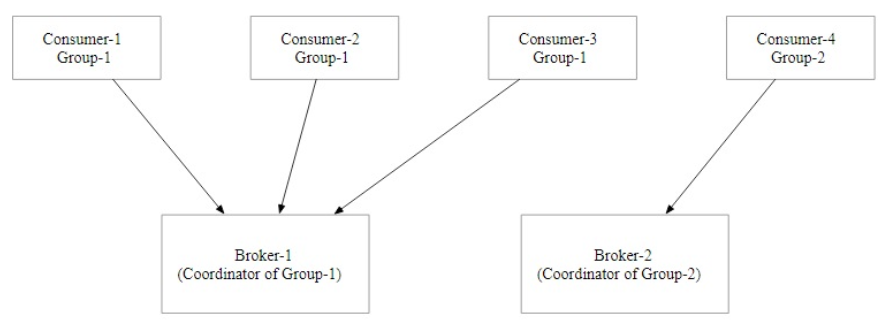 Consumer-1
Group-1
Consumer-2
Group-1
Consumer-3
Group-1
Consumer-4
Group-2
Broker-1
(Coordinator of Group-1)
Broker-2
(Coordinator of Group-2)